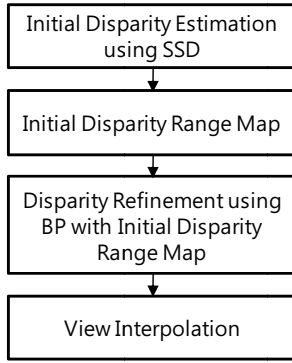 Initial Disparity Estimation
using SSD
Initial Disparity Range Map
Disparity Refinement using
BP with Initial Disparity
Range Map
View Interpolation